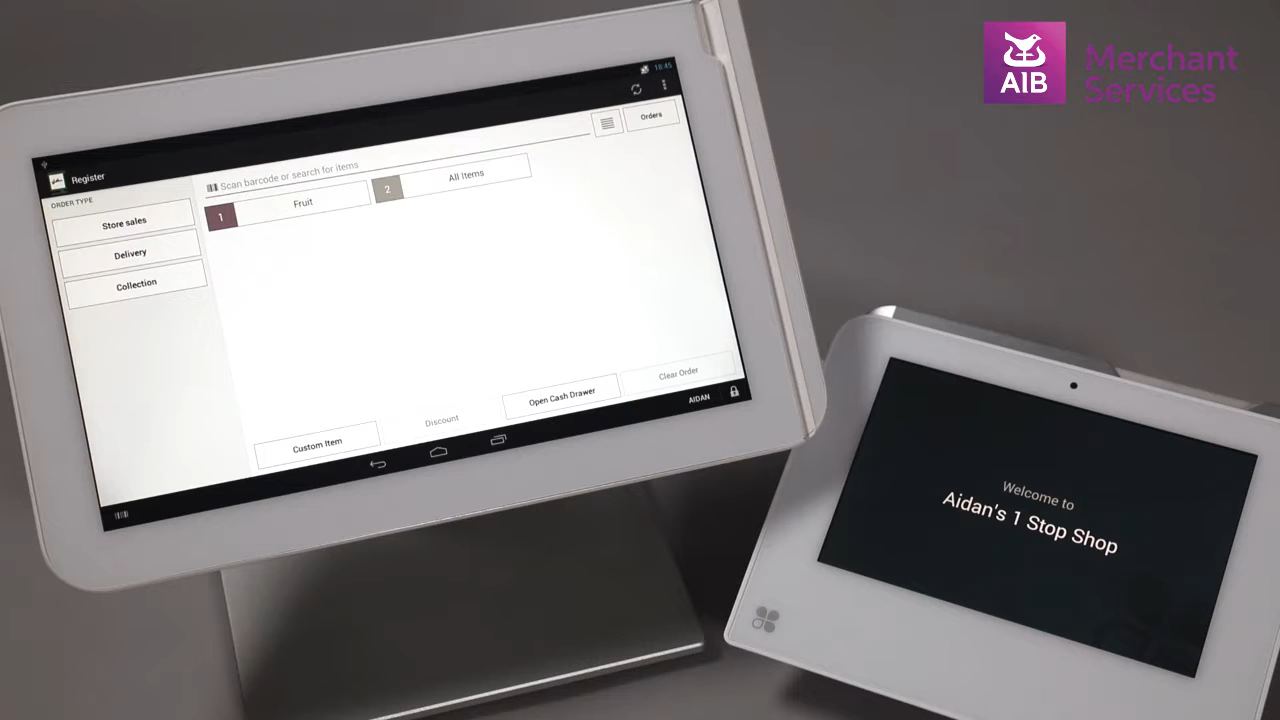 AIB
Merchant
Services
18:45
Register
Orders
ORDER TYPE
Scan barcode or search for items
Store sales
1
Fruit
2
All Items
Delivery
Collection
Custom Item
Discount
Open Cash Drawer
Clear Order
AIDAN
Welcome to
Aidan's 1 Stop Shop